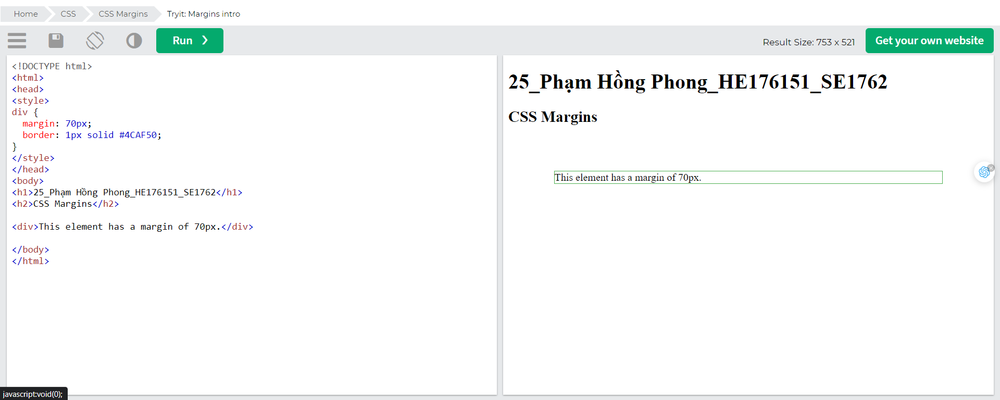 Home CSS CSS Margins Tryit: Margins intro
Run ❯ Result Size: 753 x 521 Get your own website
<!DOCTYPE html>
<html>
<head>
<style>
div {
  margin: 70px;
  border: 1px solid #4CAF50;
}
</style>
</head>
<body>
<h1>25_Phạm Hồng Phong_HE176151_SE1762</h1>
<h2>CSS Margins</h2>
<div>This element has a margin of 70px.</div>
</body>
</html>
25_Phạm Hồng Phong_HE176151_SE1762
CSS Margins
This element has a margin of 70px.
javascript:void(0);